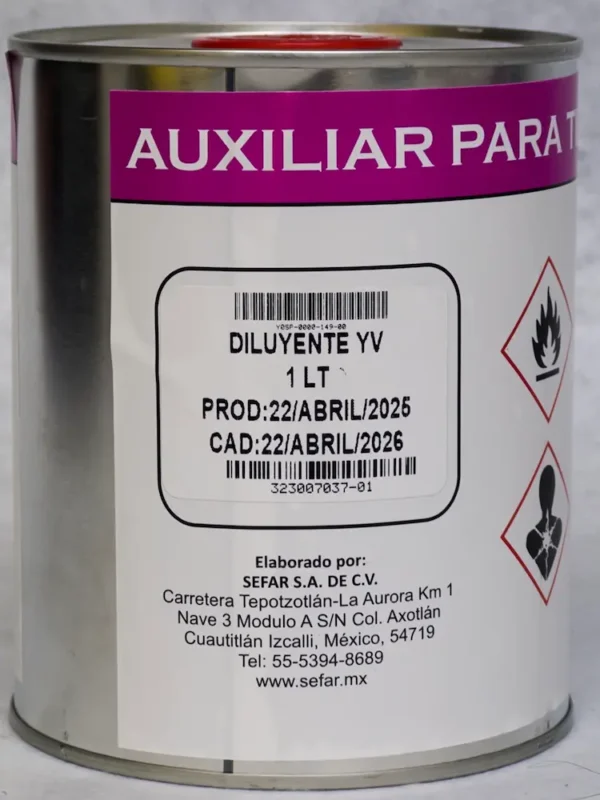 AUXILIAR PARA
Y0SP-0000-149-00
DILUYENTE YV
1 LT
PROD:22/ABRIL/2025
CAD:22/ABRIL/2026
323007037-01
Elaborado por:
SEFAR S.A. DE C.V.
Carretera Tepotzotlán-La Aurora Km 1
Nave 3 Modulo A S/N Col. Axotlán
Cuautitlán Izcalli, México, 54719
Tel: 55-5394-8689
www.sefar.mx